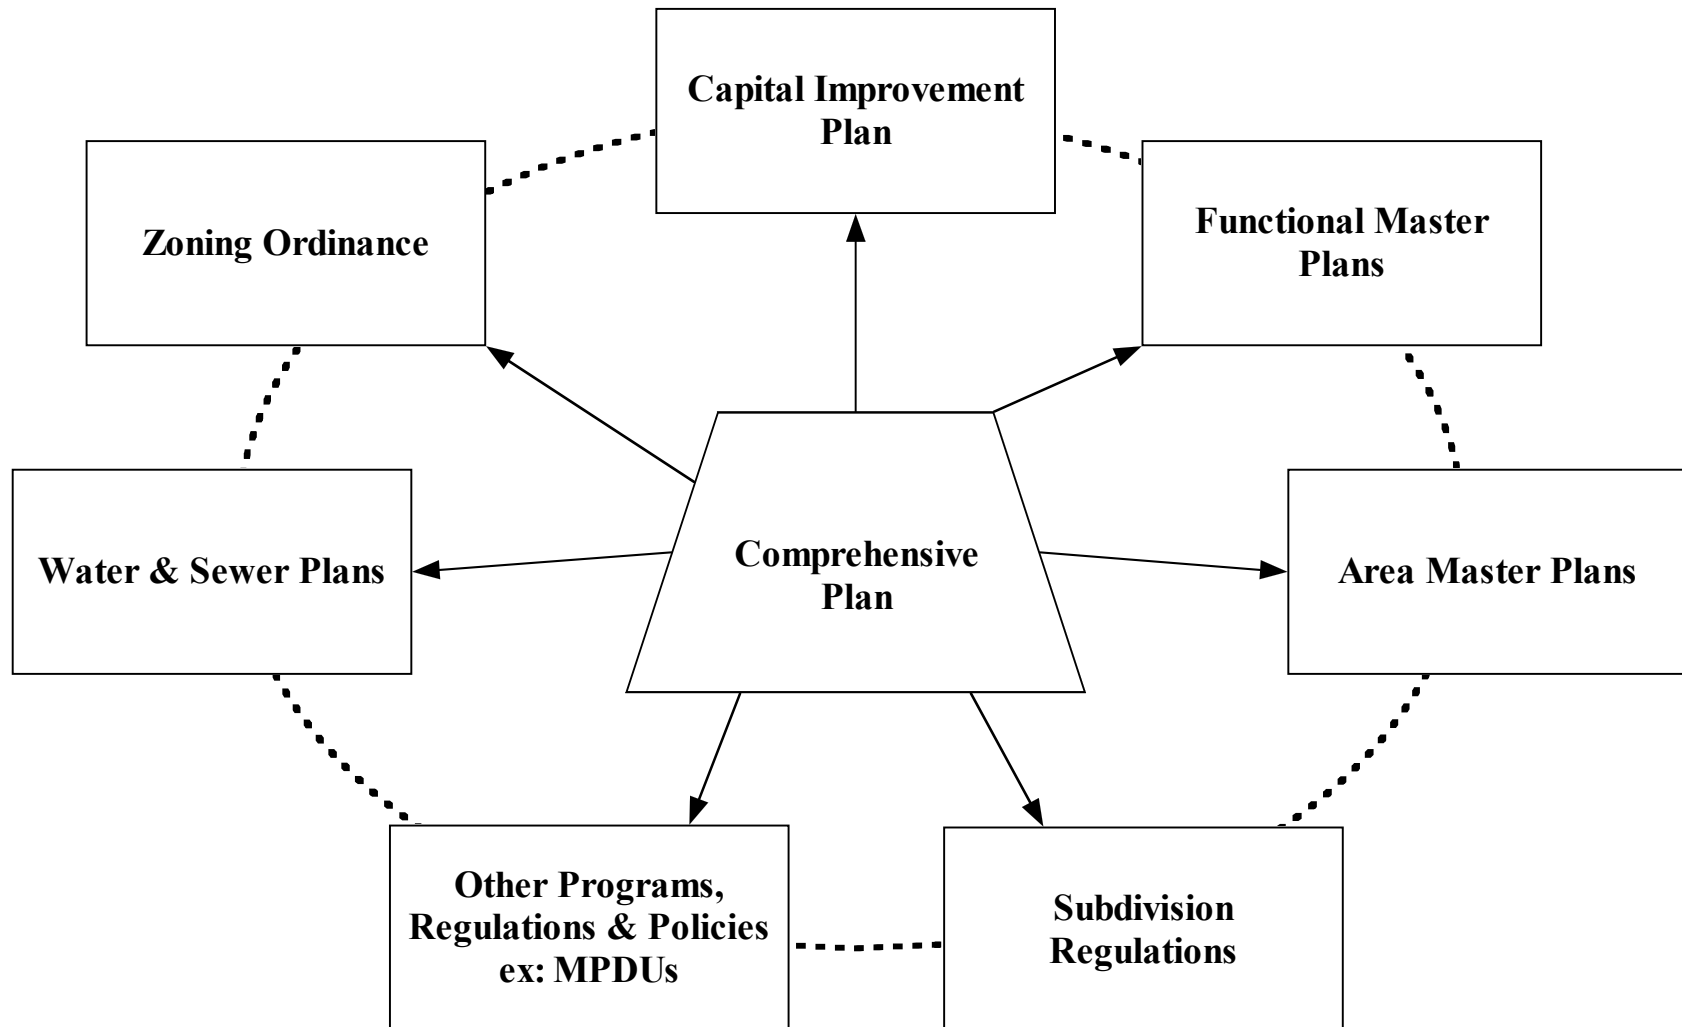 Capital Improvement
Plan
Zoning Ordinance
Functional Master
Plans
Water & Sewer Plans
Comprehensive
Plan
Area Master Plans
Other Programs,
Regulations & Policies
ex: MPDUs
Subdivision
Regulations